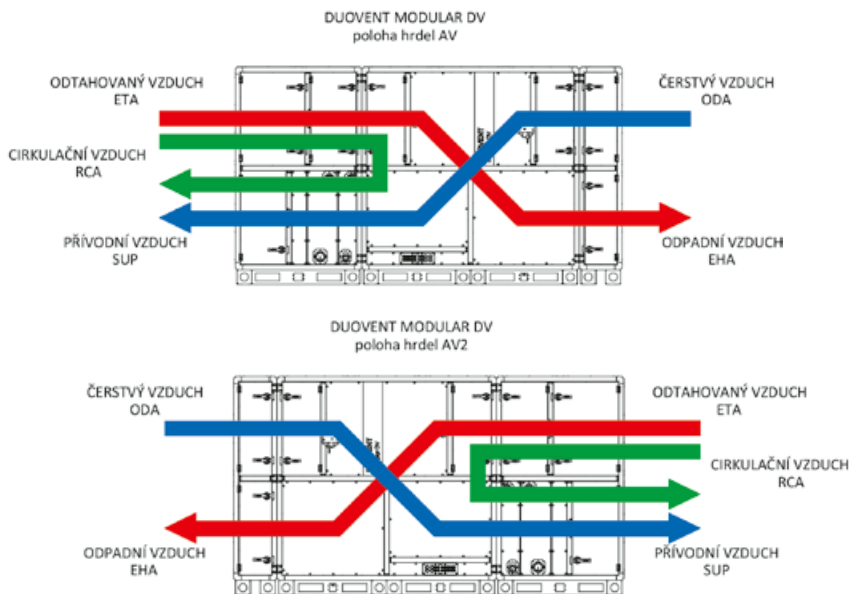 DUOVENT MODULAR DV
poloha hrdel AV
ODTAHOVANÝ VZDUCH
ETA
ČERSTVÝ VZDUCH
ODA
CIRKULAČNÍ VZDUCH
RCA
PŘÍVODNÍ VZDUCH
SUP
ODPADNÍ VZDUCH
EHA
DUOVENT MODULAR DV
poloha hrdel AV2
ČERSTVÝ VZDUCH
ODA
ODTAHOVANÝ VZDUCH
ETA
CIRKULAČNÍ VZDUCH
RCA
ODPADNÍ VZDUCH
EHA
PŘÍVODNÍ VZDUCH
SUP